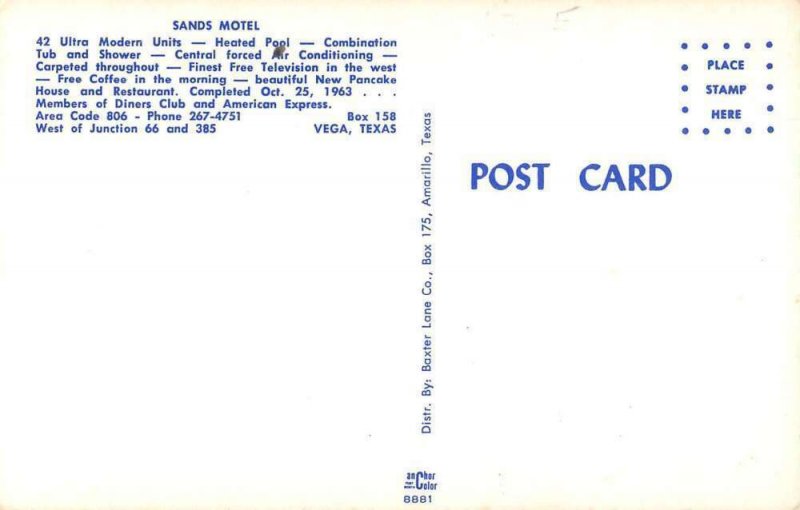 SANDS MOTEL
42 Ultra Modern Units — Heated Pool — Combination
Tub and Shower — Central forced Air Conditioning —
Carpeted throughout — Finest Free Television in the west
— Free Coffee in the morning — beautiful New Pancake
House and Restaurant. Completed Oct. 25, 1963 . . .
Members of Diners Club and American Express.
Area Code 806 - Phone 267-4751 Box 158
West of Junction 66 and 385 VEGA, TEXAS
Distr. By: Baxter Lane Co., Box 175, Amarillo, Texas
PLACE
STAMP
HERE
POST CARD
anChor
Color
8881